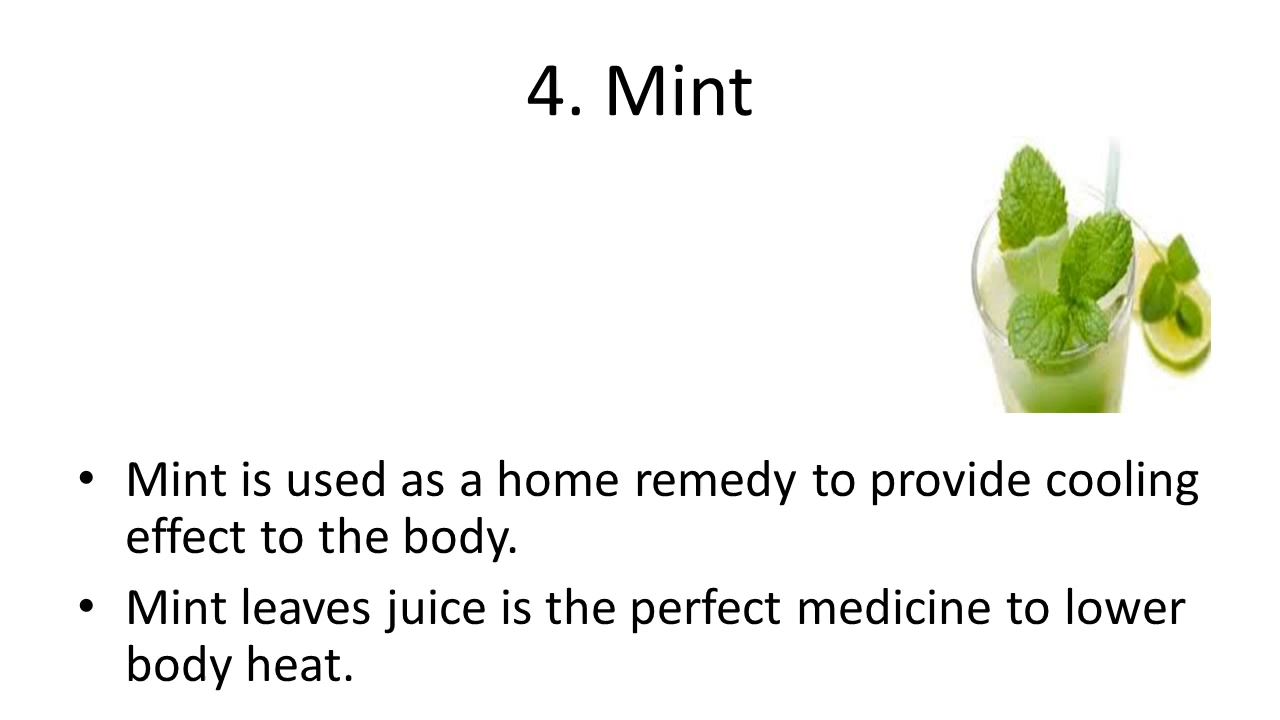 4. Mint
• Mint is used as a home remedy to provide cooling
effect to the body.
• Mint leaves juice is the perfect medicine to lower
body heat.